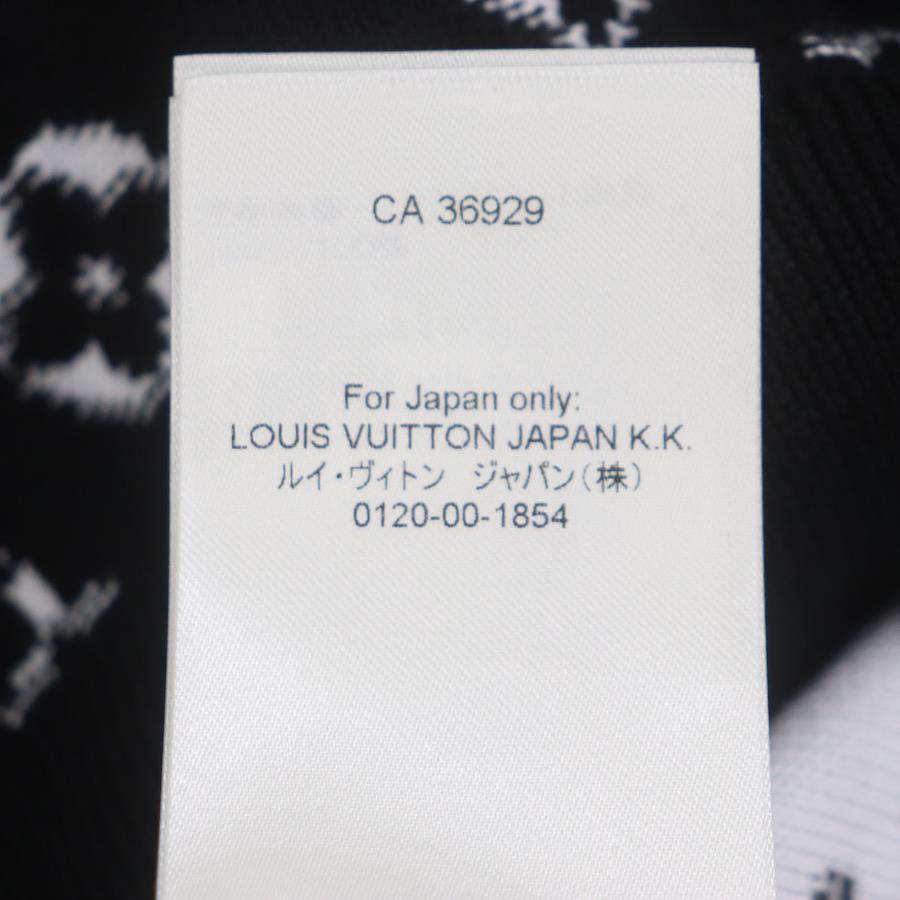 CA 36929
For Japan only:
LOUIS VUITTON JAPAN K.K.
ルイ・ヴィトン ジャパン(株)
0120-00-1854